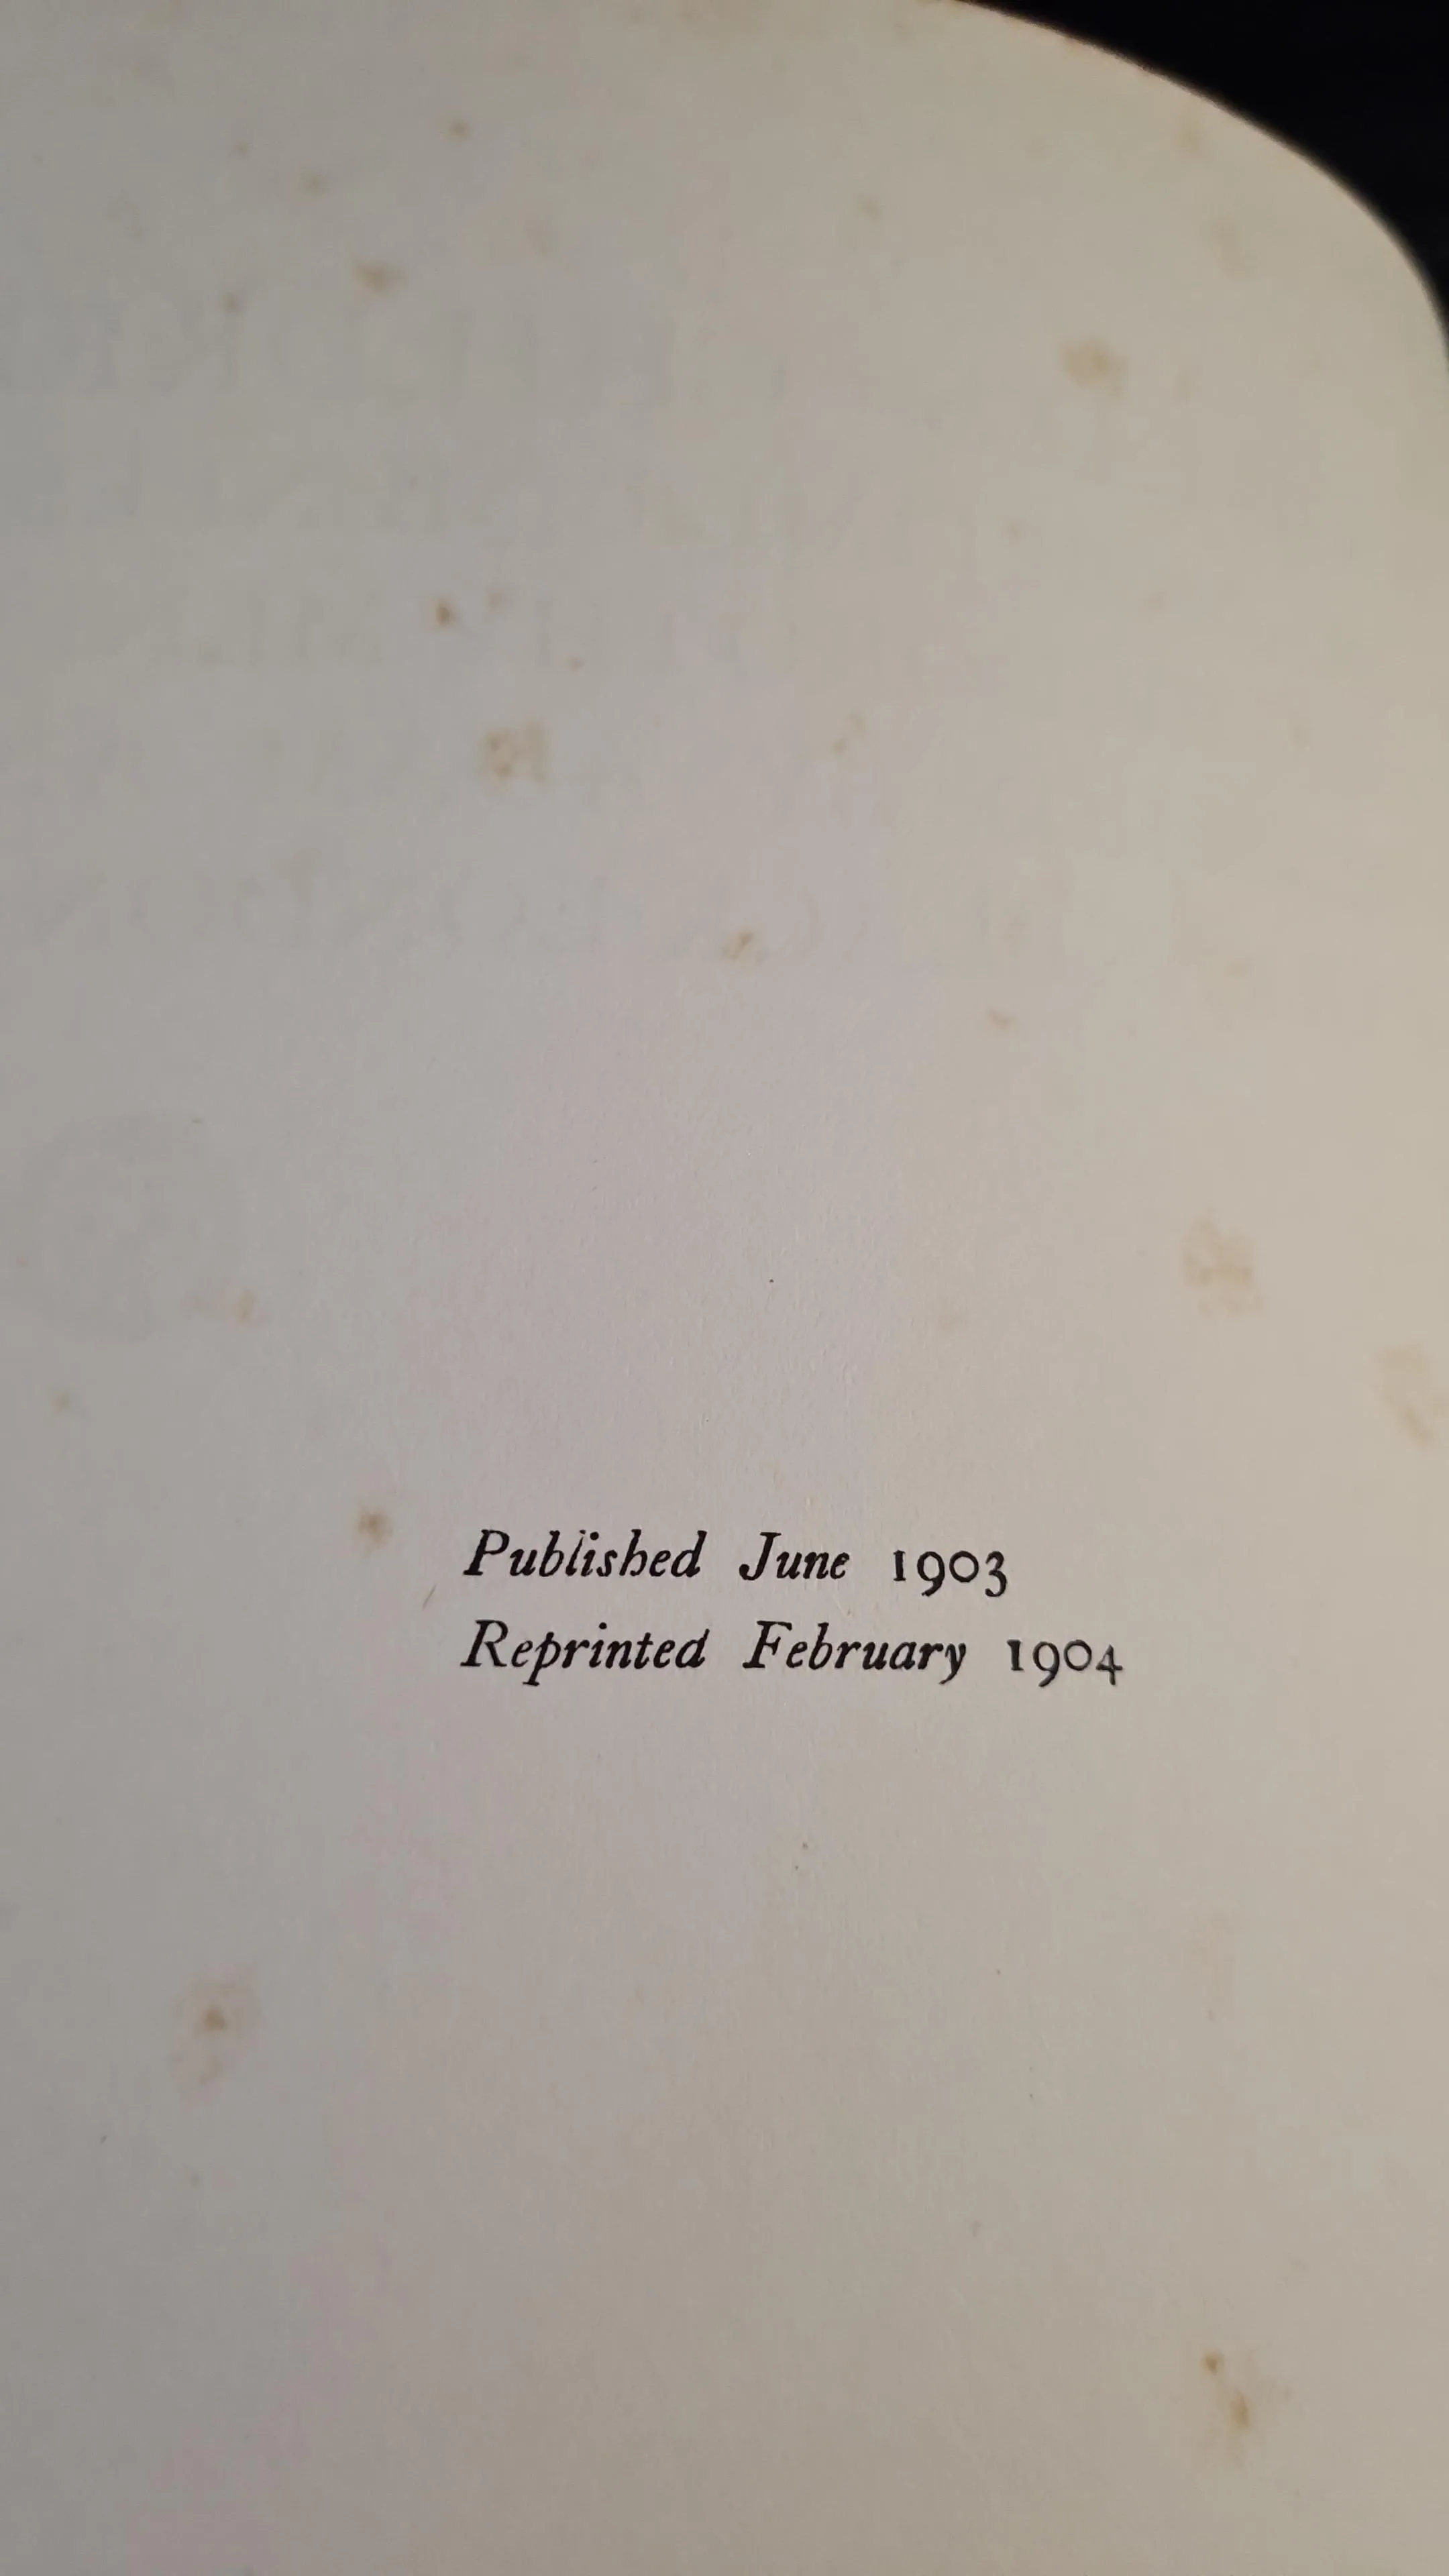 Published June 1903
Reprinted February 1904